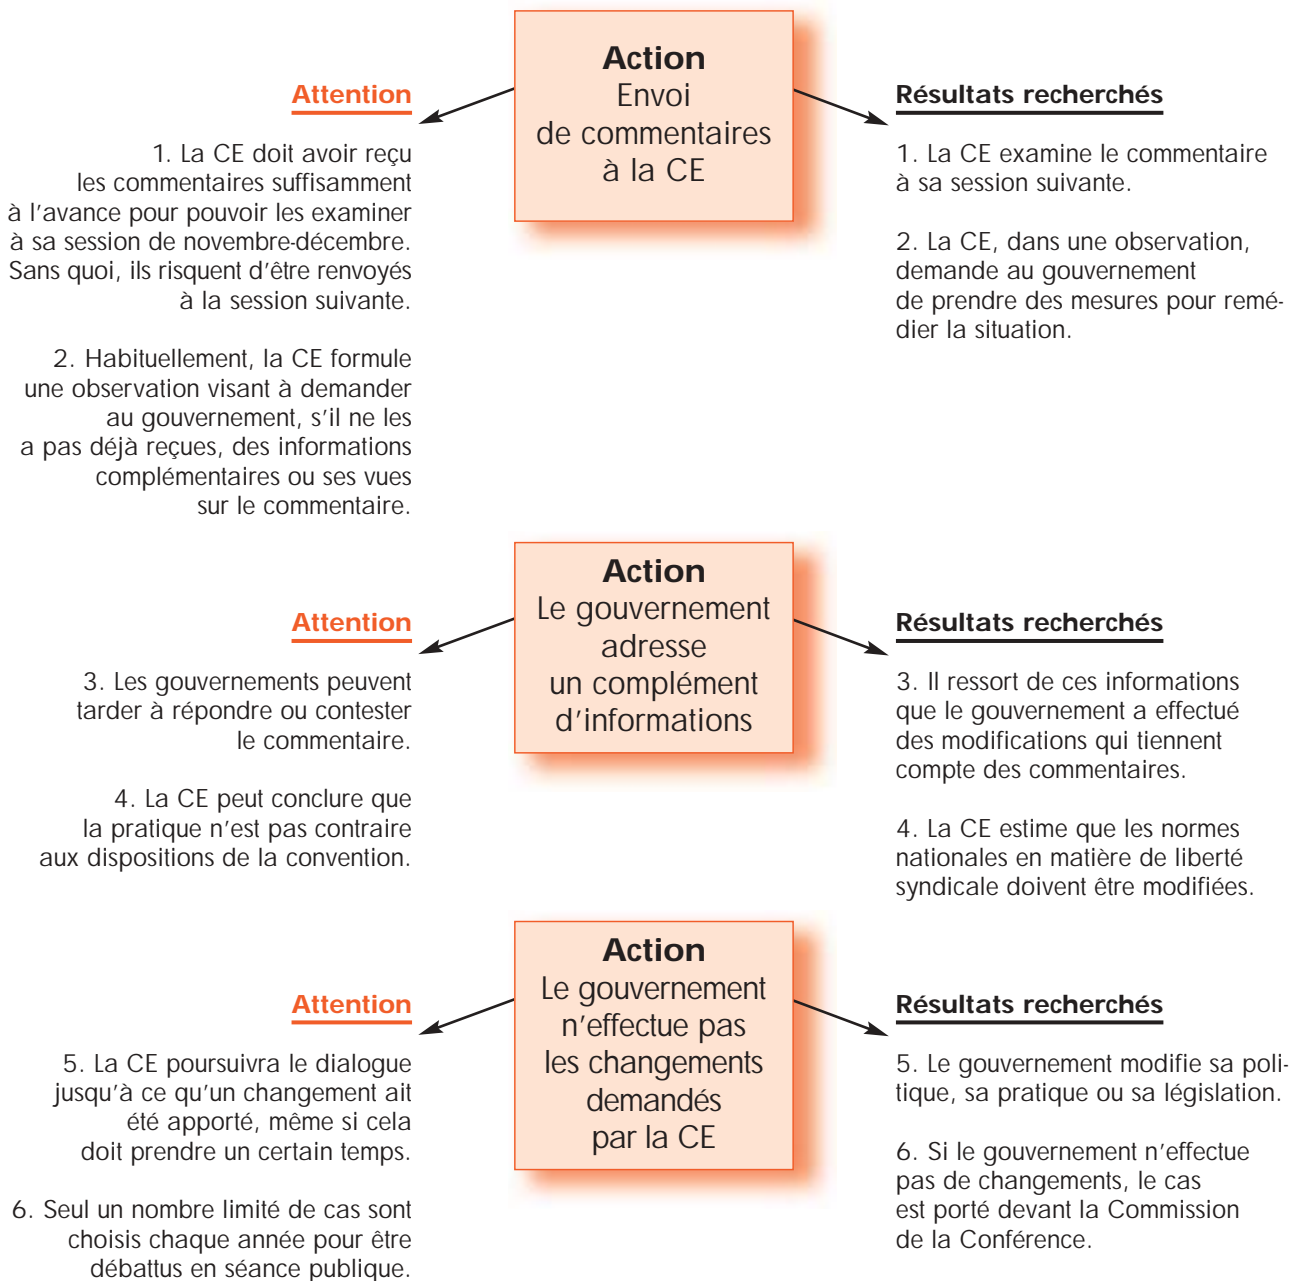 Action
Envoi
de commentaires
à la CE
Attention
1. La CE doit avoir reçu
les commentaires suffisamment
à l'avance pour pouvoir les examiner
à sa session de novembre-décembre.
Sans quoi, ils risquent d'être renvoyés
à la session suivante.
2. Habituellement, la CE formule
une observation visant à demander
au gouvernement, s'il ne les
a pas déjà reçues, des informations
complémentaires ou ses vues
sur le commentaire.
Résultats recherchés
1. La CE examine le commentaire
à sa session suivante.
2. La CE, dans une observation,
demande au gouvernement
de prendre des mesures pour remé-
dier la situation.
Action
Le gouvernement
adresse
un complément
d'informations
Attention
3. Les gouvernements peuvent
tarder à répondre ou contester
le commentaire.
4. La CE peut conclure que
la pratique n'est pas contraire
aux dispositions de la convention.
Résultats recherchés
3. Il ressort de ces informations
que le gouvernement a effectué
des modifications qui tiennent
compte des commentaires.
4. La CE estime que les normes
nationales en matière de liberté
syndicale doivent être modifiées.
Action
Le gouvernement
n'effectue pas
les changements
demandés
par la CE
Attention
5. La CE poursuivra le dialogue
jusqu'à ce qu'un changement ait
été apporté, même si cela
doit prendre un certain temps.
6. Seul un nombre limité de cas sont
choisis chaque année pour être
débattus en séance publique.
Résultats recherchés
5. Le gouvernement modifie sa poli-
tique, sa pratique ou sa législation.
6. Si le gouvernement n'effectue
pas de changements, le cas
est porté devant la Commission
de la Conférence.